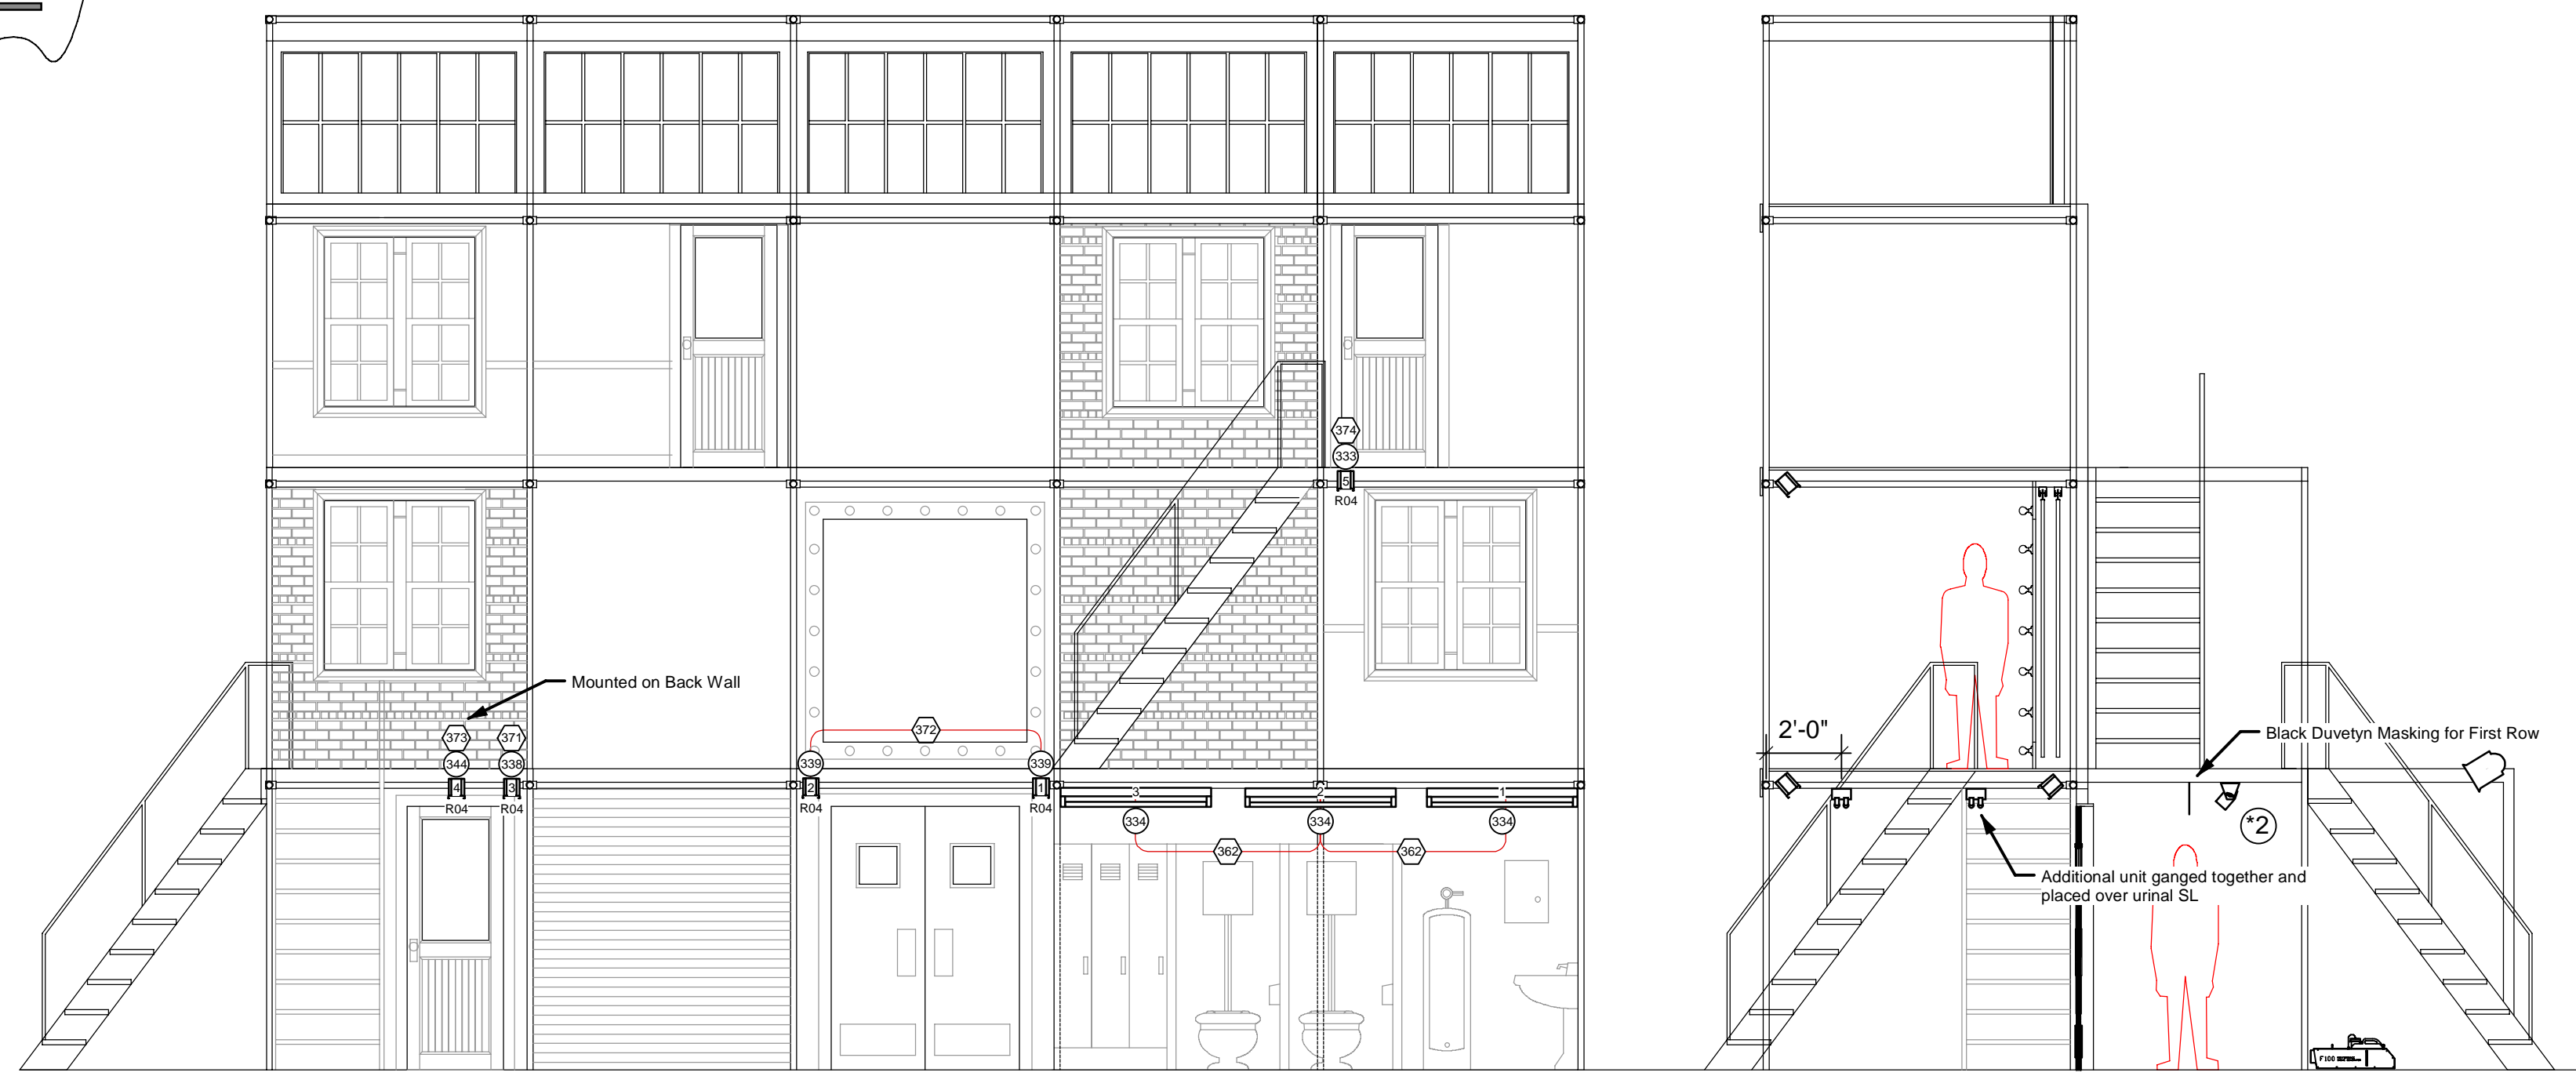 374
333
5
R04
Mounted on Back Wall
373
371
372
344
338
339
339
4
3
2
1
R04
R04
R04
R04
3
2
1
334
334
334
362
362
2'-0"
Black Duvetyn Masking for First Row
*2
Additional unit ganged together and
placed over urinal SL
F100